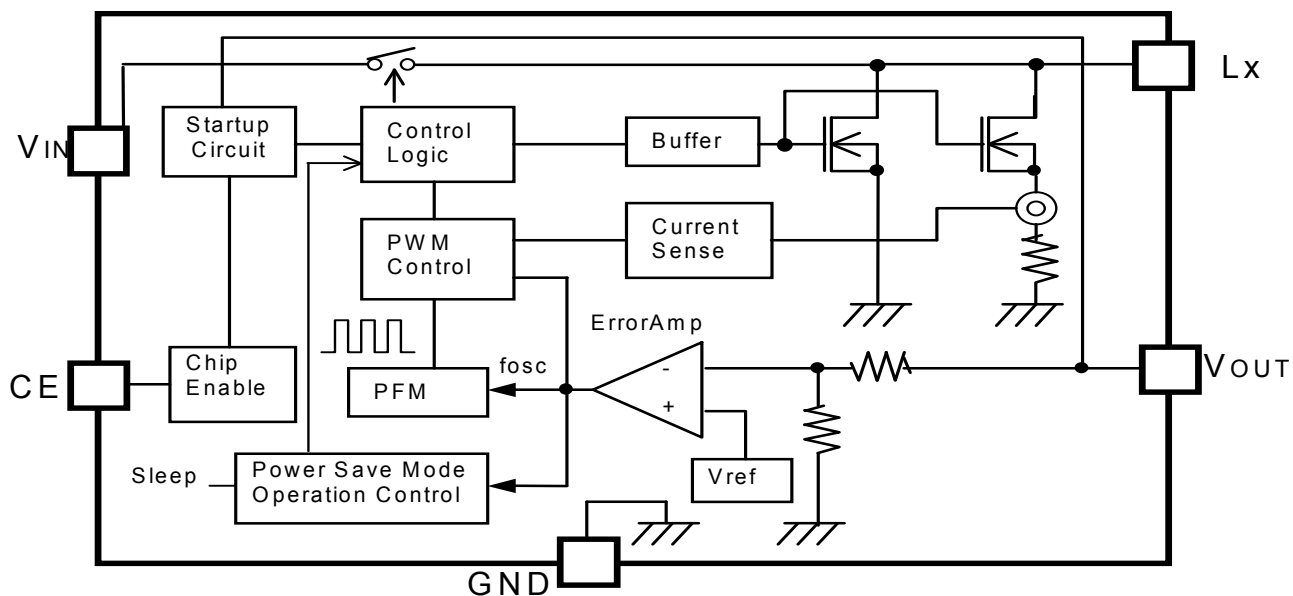 Lx
VIN
Startup
Circuit
Control
Logic
Buffer
PWM
Control
Current
Sense
ErrorAmp
CE
Chip
Enable
fosc
-
+
PFM
VOUT
Sleep
Power Save Mode
Operation Control
Vref
GND